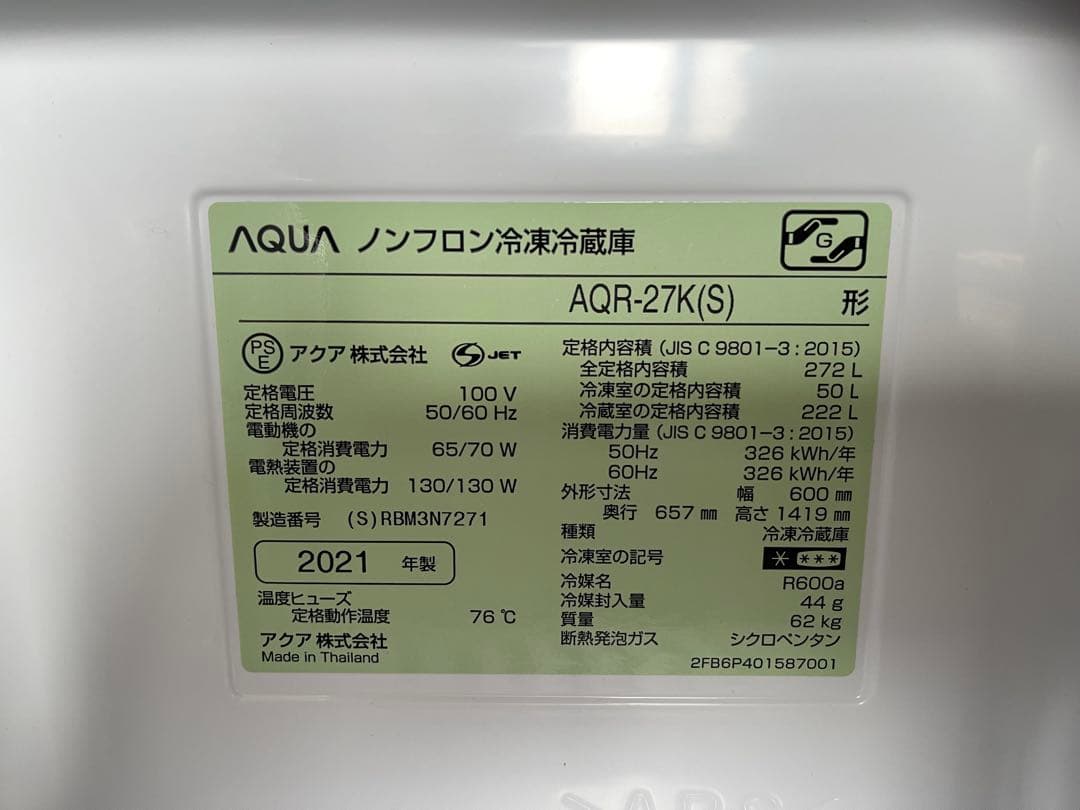 AQUA ノンフロン冷凍冷蔵庫
G
AQR-27K(S) 形
PS
E
アクア 株式会社
S JET
定格電圧 100 V
定格周波数 50/60 Hz
電動機の
定格消費電力 65/70 W
電熱装置の
定格消費電力 130/130 W
製造番号 (S)RBM3N7271
2021 年製
温度ヒューズ
定格動作温度 76 ℃
アクア 株式会社
Made in Thailand
定格内容積 (JIS C 9801-3 : 2015)
全定格内容積 272 L
冷凍室の定格内容積 50 L
冷蔵室の定格内容積 222 L
消費電力量 (JIS C 9801-3 : 2015)
50Hz 326 kWh/年
60Hz 326 kWh/年
外形寸法 幅 600 mm
奥行 657 mm 高さ 1419 mm
種類 冷凍冷蔵庫
冷凍室の記号 * ***
冷媒名 R600a
冷媒封入量 44 g
質量 62 kg
断熱発泡ガス シクロペンタン
2FB6P401587001